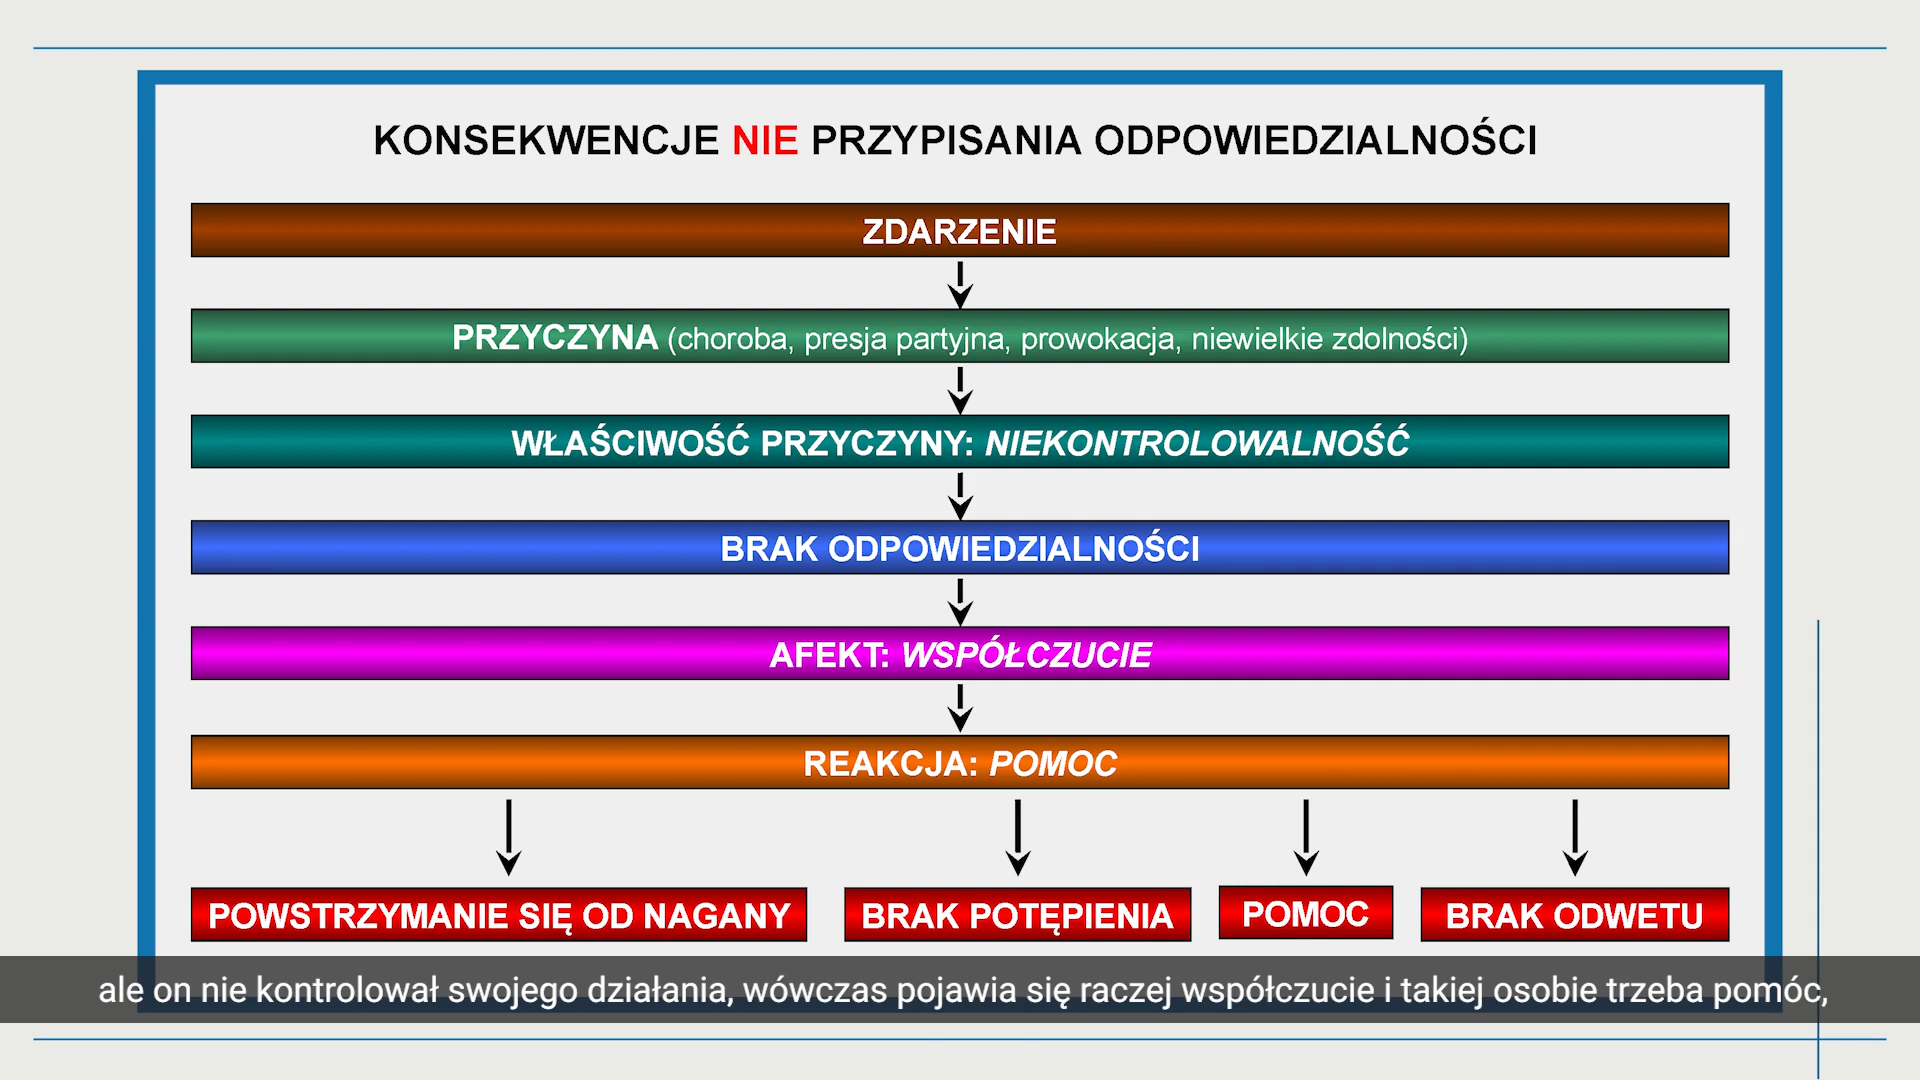 KONSEKWENCJE NIE PRZYPISANIA ODPOWIEDZIALNOŚCI
ZDARZENIE
PRZYCZYNA (choroba, presja partyjna, prowokacja, niewielkie zdolności)
WŁAŚCIWOŚĆ PRZYCZYNY: NIEKONTROLOWALNOŚĆ
BRAK ODPOWIEDZIALNOŚCI
AFEKT: WSPÓŁCZUCIE
REAKCJA: POMOC
POWSTRZYMANIE SIĘ OD NAGANY
BRAK POTĘPIENIA
POMOC
BRAK ODWETU
ale on nie kontrolował swojego działania, wówczas pojawia się raczej współczucie i takiej osobie trzeba pomóc,